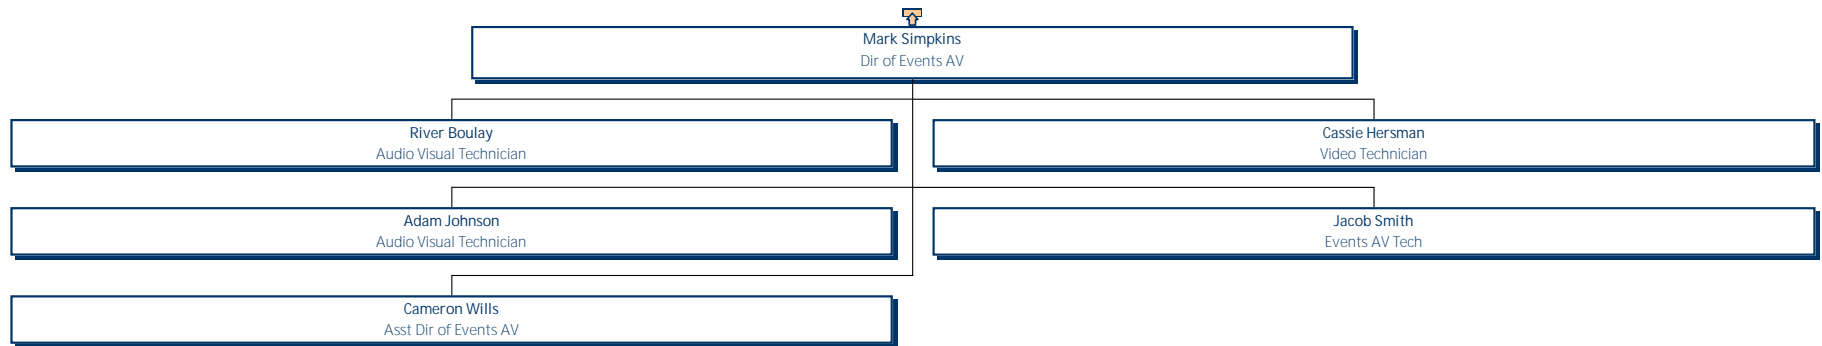 Mark Simpkins
Dir of Events AV
River Boulay
Audio Visual Technician
Cassie Hersman
Video Technician
Adam Johnson
Audio Visual Technician
Jacob Smith
Events AV Tech
Cameron Wills
Asst Dir of Events AV